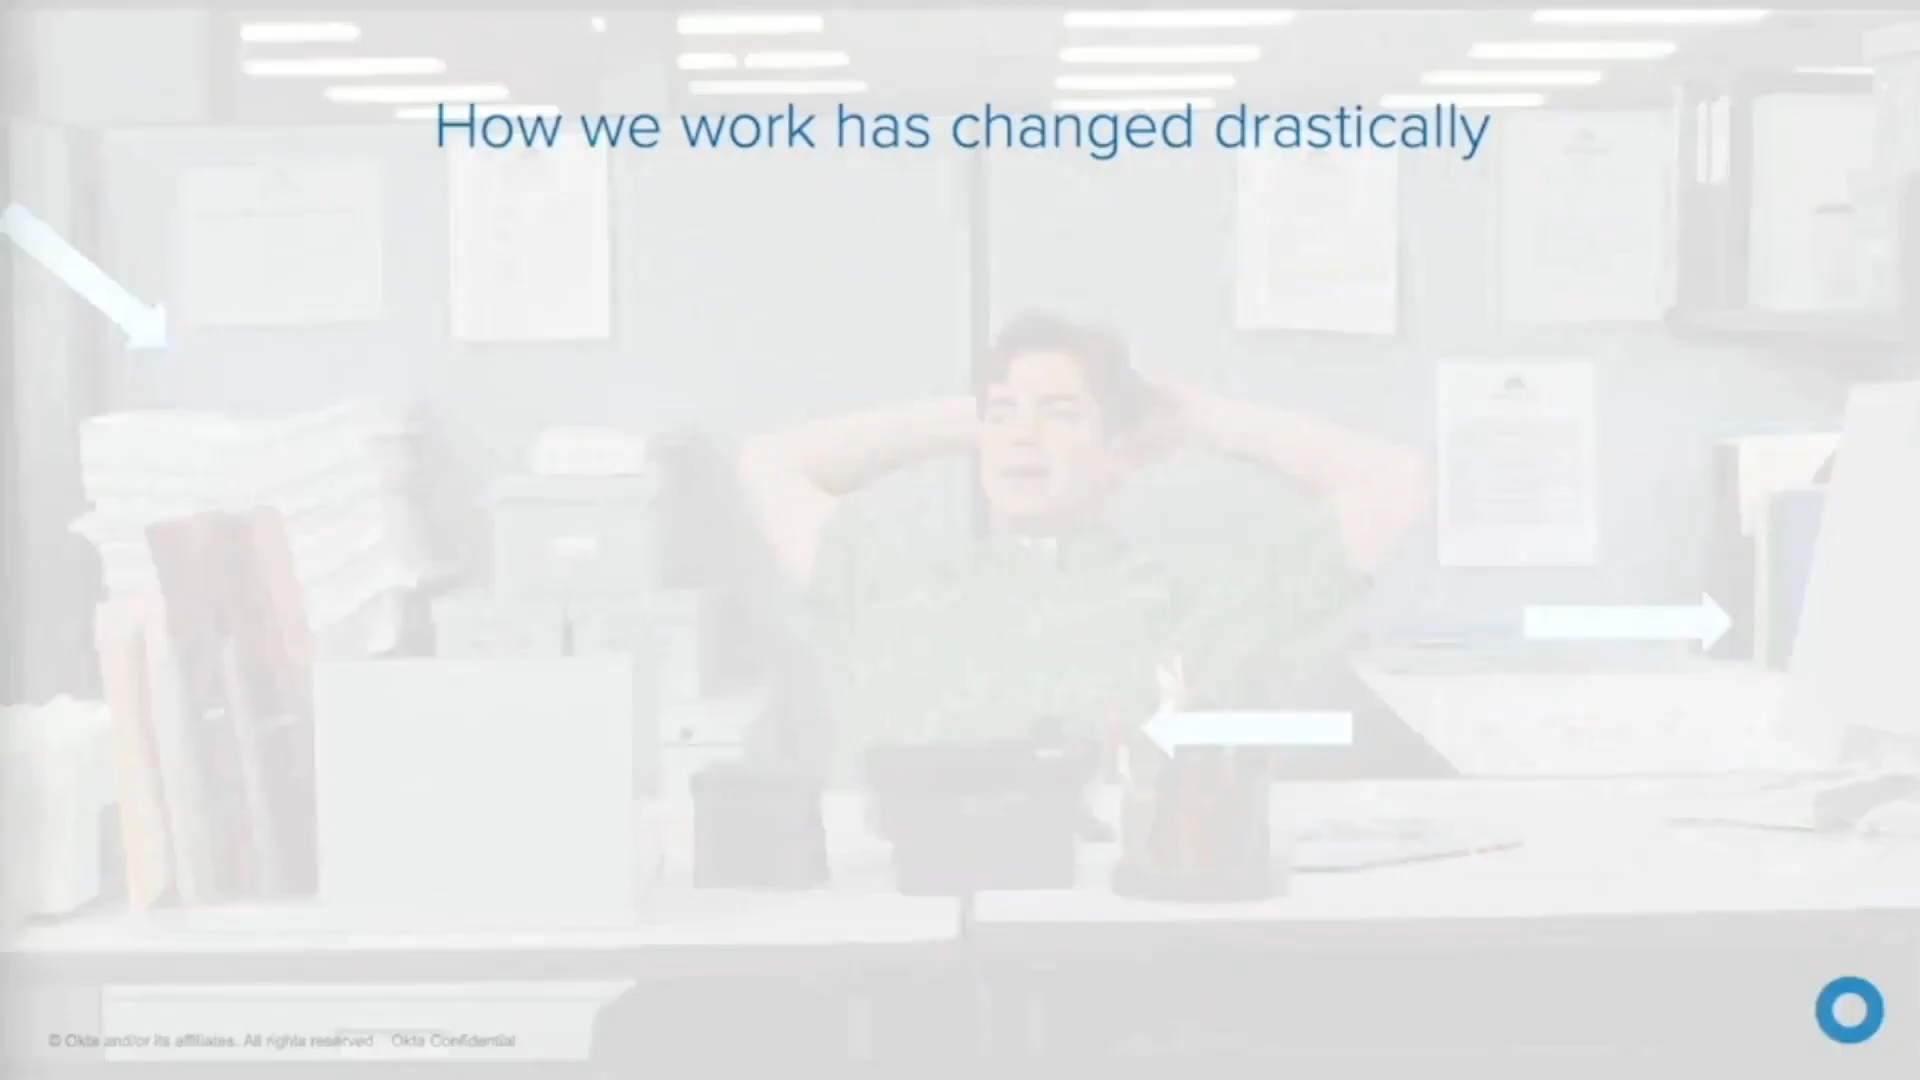 How we work has changed drastically
© Okta and/or its affiliates. All rights reserved Okta Confidential